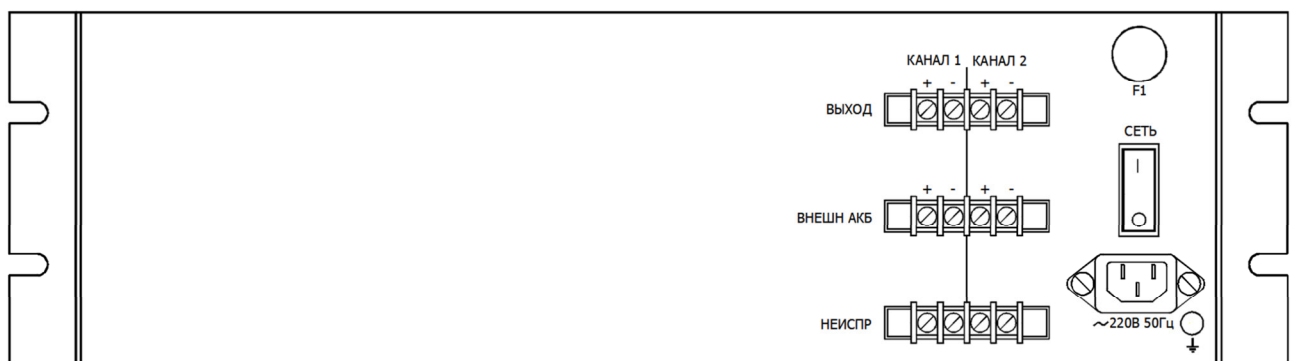 КАНАЛ 1 КАНАЛ 2
+ - + -
ВЫХОД
F1
СЕТЬ
I
O
+ - + -
ВНЕШН АКБ
НЕИСПР
~220В 50Гц